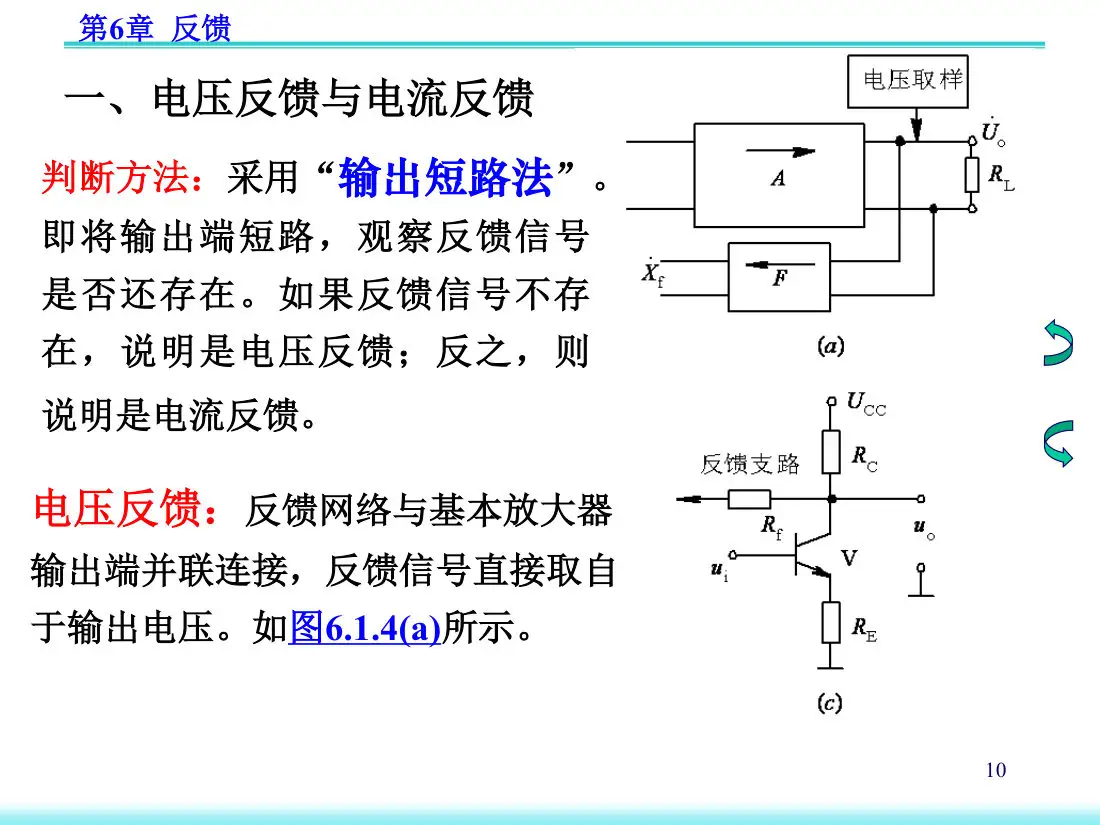 第6章 反馈
一、电压反馈与电流反馈
判断方法：采用“输出短路法”。
即将输出端短路，观察反馈信号
是否还存在。如果反馈信号不存
在，说明是电压反馈；反之，则
说明是电流反馈。
电压反馈：反馈网络与基本放大器
输出端并联连接，反馈信号直接取自
于输出电压。如图6.1.4(a)所示。
电压取样
U̇o
A
RL
Ẋf
F
(a)
UCC
RC
反馈支路
Rf
uo
ui
V
RE
(c)
10